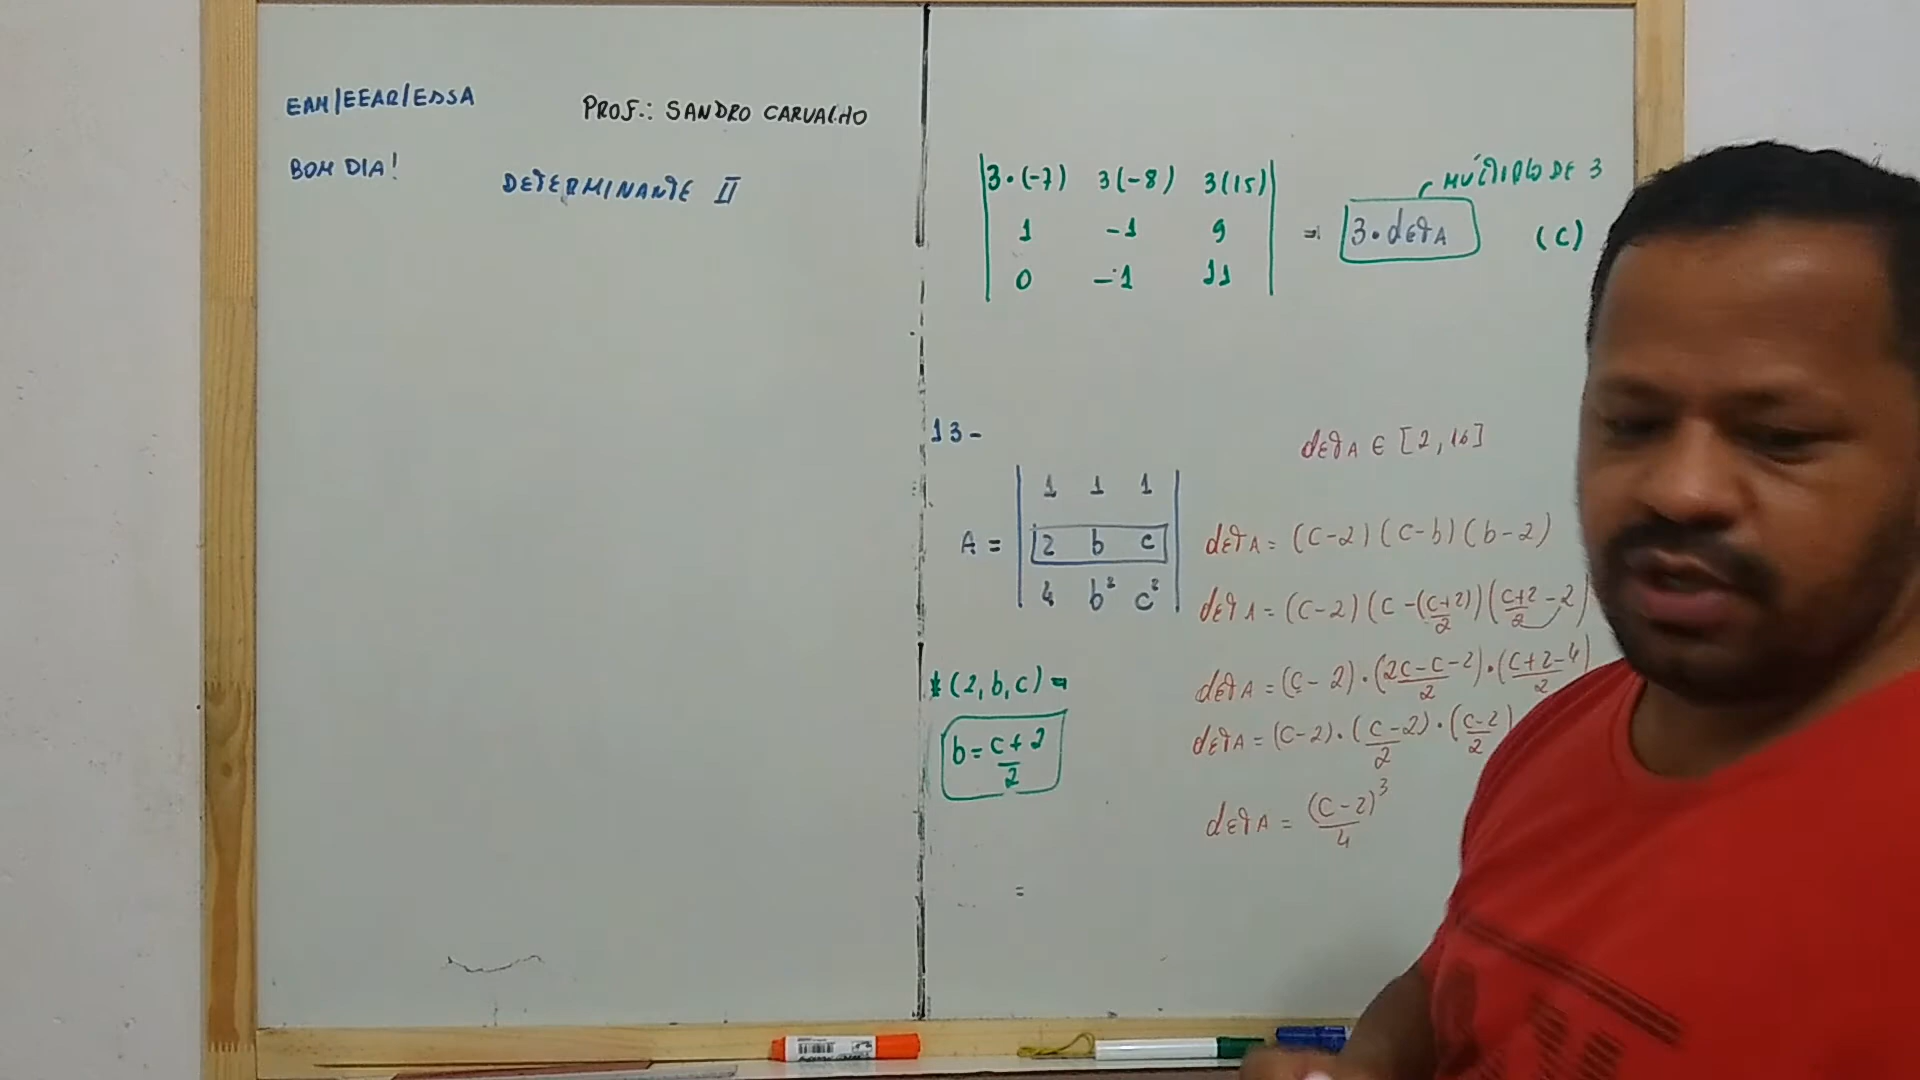 EAM/EEAR/ESSA
PROF.: SANDRO CARVALHO
BOM DIA!
DETERMINANTE II
MÚLTIPLO DE 3
3·(-7) 3(-8) 3(15)
1 -1 9
0 -1 11
= 3·detA (C)
13-
detA ∈ [2,16]
1 1 1
A = 2 b c
4 b² c²
detA = (c-2)(c-b)(b-2)
detA = (c-2)(c-(c+2)/2)((c+2)/2-2)
*(2,b,c)=
detA = (c-2)·(2c-c-2)/2·(c+2-4)/2
b = (c+2)/2
detA = (c-2)·(c-2)/2·(c-2)/2
detA = (c-2)³/4
=